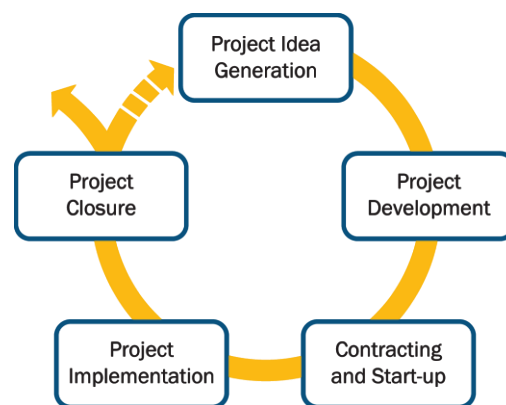 Project Idea
Generation
Project
Development
Contracting
and Start-up
Project
Implementation
Project
Closure